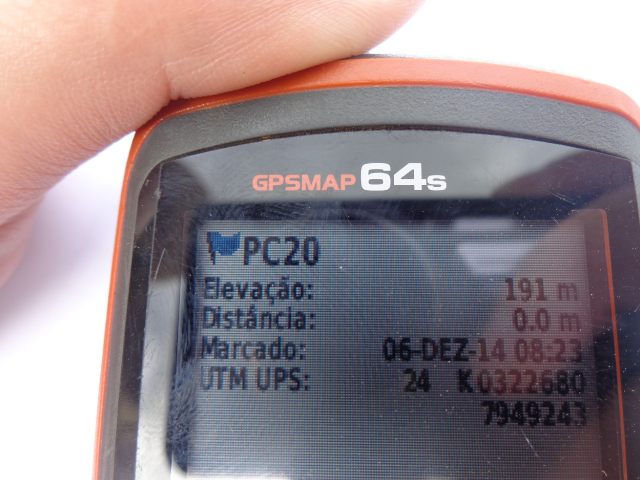 GPSMAP 64s
PC20
Elevação: 191 m
Distância: 0.0 m
Marcado: 06-DEZ-14 08:23
UTM UPS: 24 K 0322680
7949243